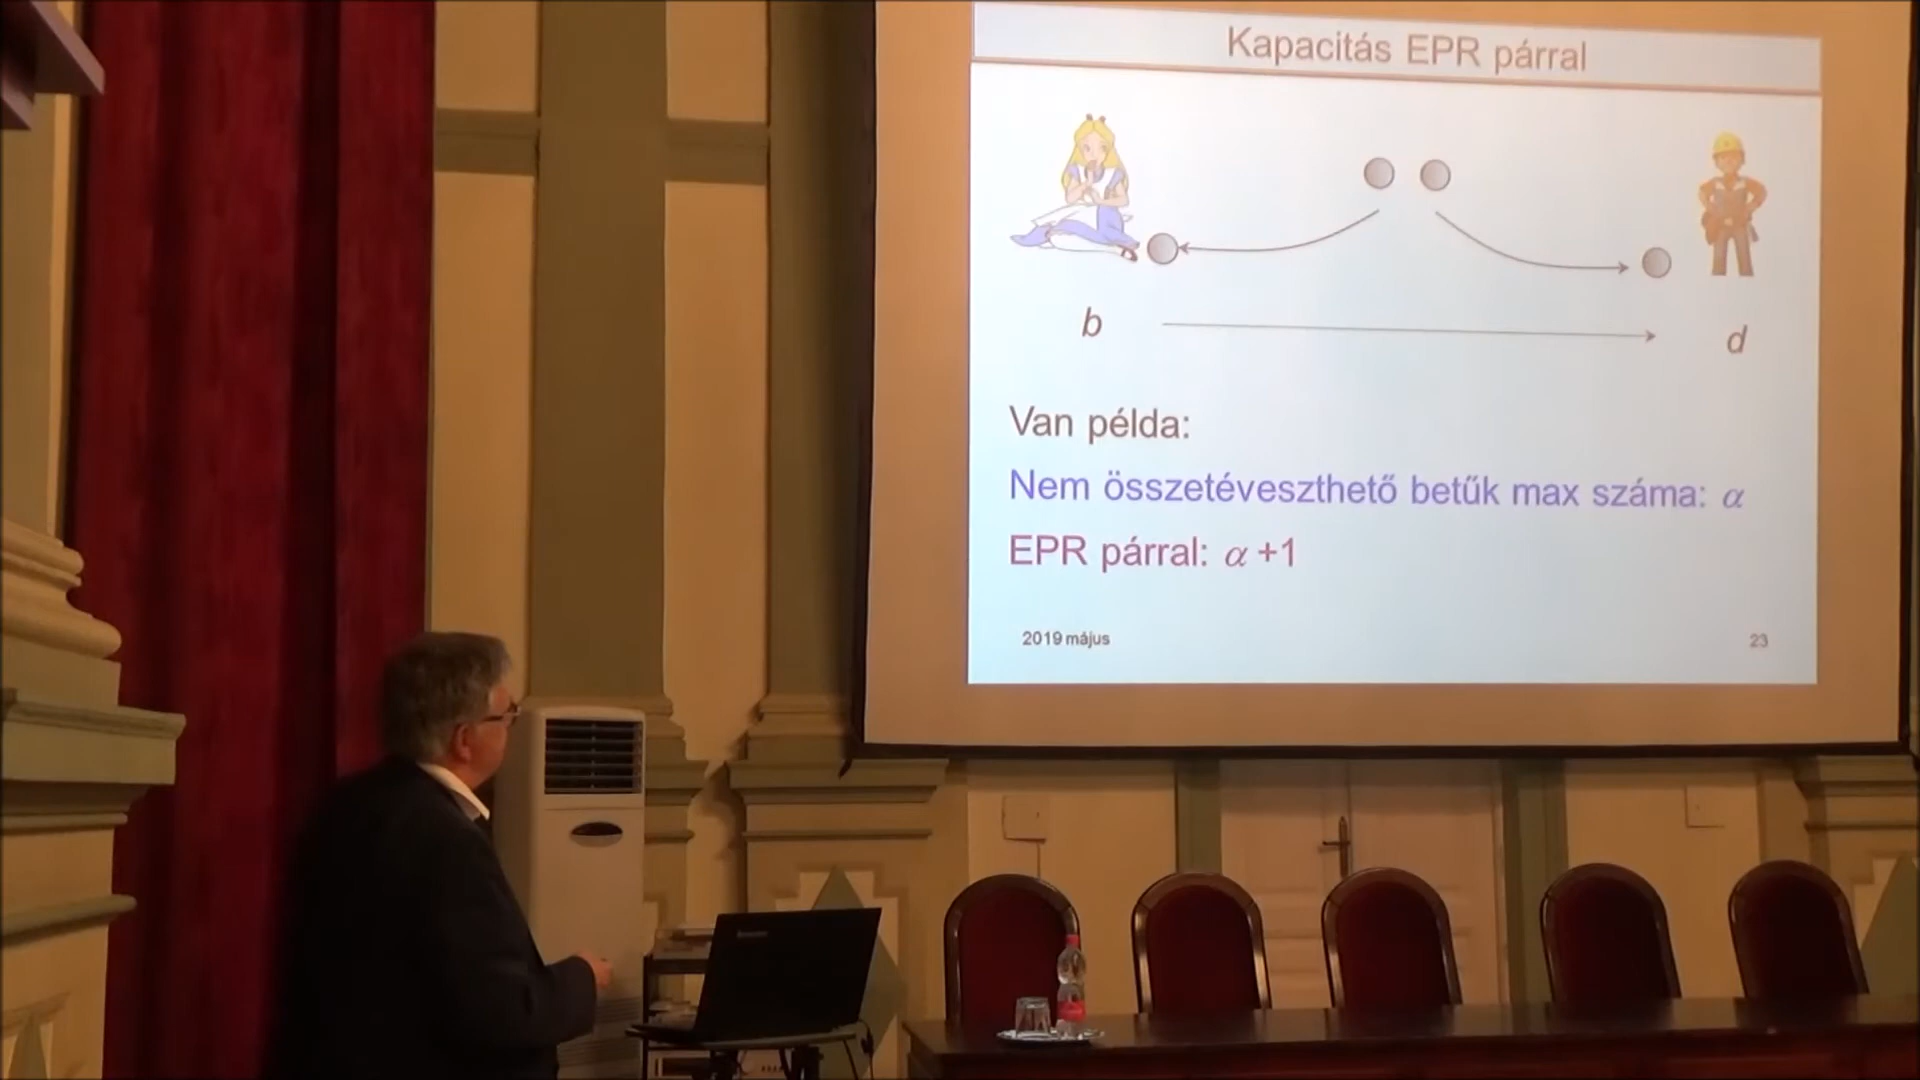 Kapacitás EPR párral
b
d
Van példa:
Nem összetéveszthető betűk max száma: α
EPR párral: α +1
2019 május
23